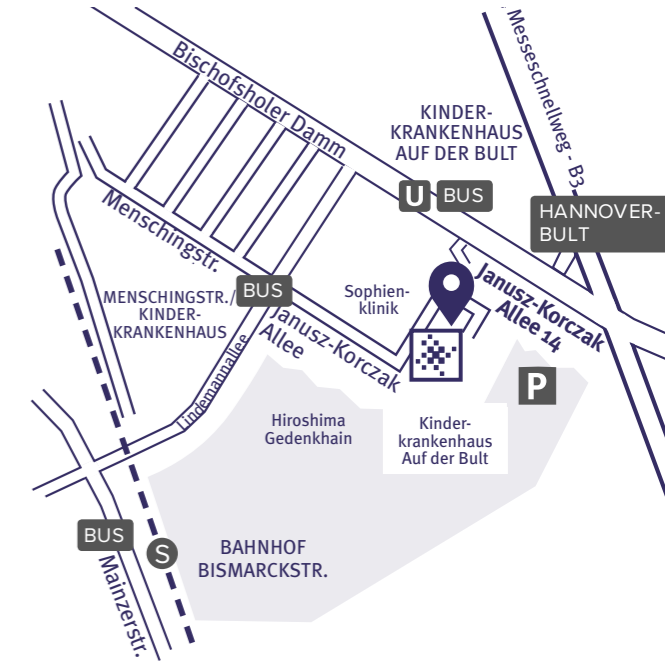 Bischofsholer Damm
Messeschnellweg - B3
KINDER-
KRANKENHAUS
AUF DER BULT
U BUS
HANNOVER-
BULT
Menschingstr.
MENSCHINGSTR./
KINDER-
KRANKENHAUS
BUS
Sophien-
klinik
Janusz-Korczak
Allee 14
Janusz-Korczak
Allee
Lindemannallee
Hiroshima
Gedenkhain
Kinder-
krankenhaus
Auf der Bult
P
BUS
S
BAHNHOF
BISMARCKSTR.
Mainzerstr.